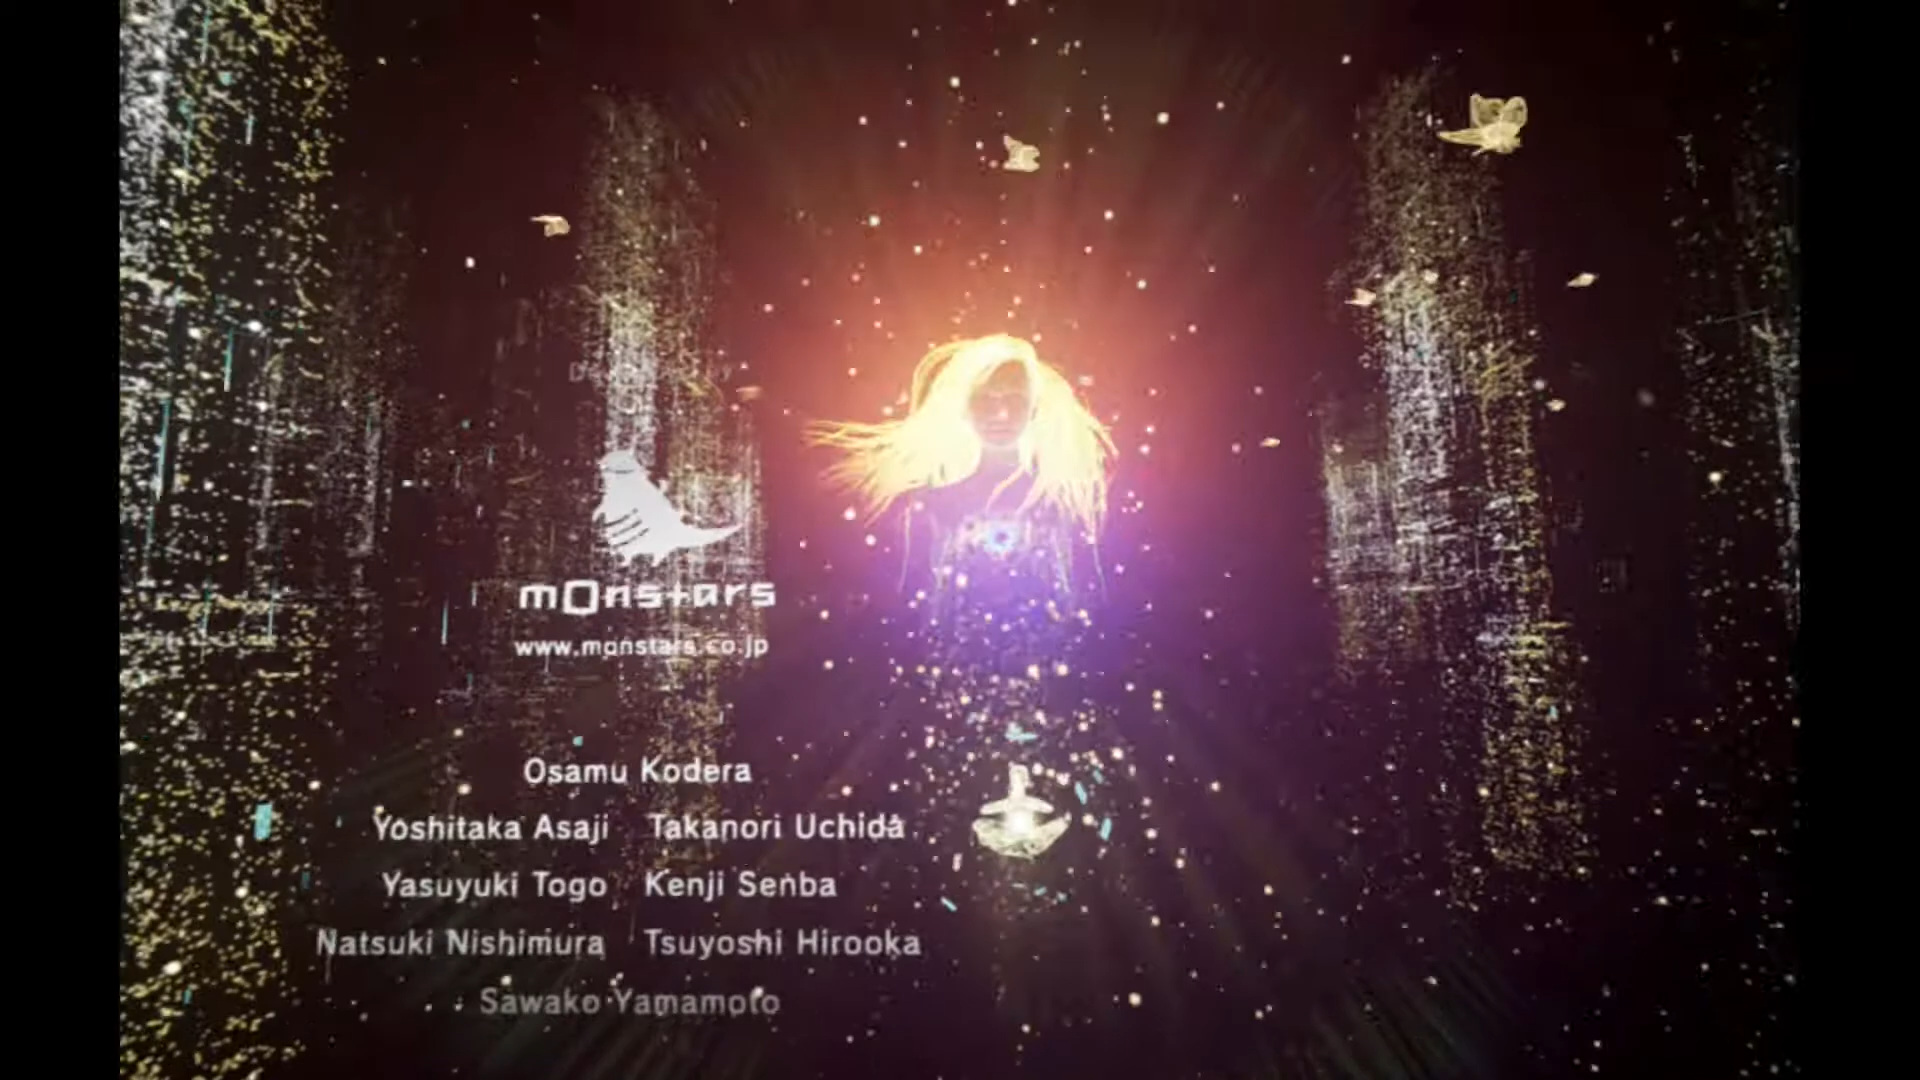 mOnstars
www.monstars.co.jp
Osamu Kodera
Yoshitaka Asaji Takanori Uchida
Yasuyuki Togo Kenji Senba
Natsuki Nishimura Tsuyoshi Hirooka
Sawako Yamamoto